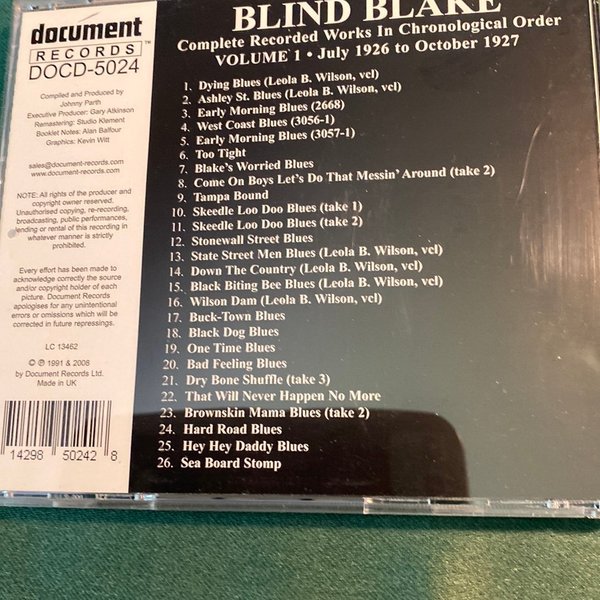 document
RECORDS™
DOCD-5024
Compiled and Produced by
Johnny Parth
Executive Producer: Gary Atkinson
Remastering: Studio Klement
Booklet Notes: Alan Balfour
Graphics: Kevin Witt
sales@document-records.com
www.document-records.com
NOTE: All rights of the producer and
copyright owner reserved.
Unauthorised copying, re-recording,
broadcasting, public performances,
lending or rental of this recording in
whatever manner is strictly
prohibited.
Every effort has been made to
acknowledge correctly the source
and/or copyright holder of each
picture. Document Records
apologises for any unintentional
errors or omissions which will be
corrected in future repressings.
LC 13462
© ℗ 1991 & 2008
by Document Records Ltd.
Made in UK
14298 50242 8
BLIND BLAKE
Complete Recorded Works In Chronological Order
VOLUME 1 • July 1926 to October 1927
1. Dying Blues (Leola B. Wilson, vcl)
2. Ashley St. Blues (Leola B. Wilson, vcl)
3. Early Morning Blues (2668)
4. West Coast Blues (3056-1)
5. Early Morning Blues (3057-1)
6. Too Tight
7. Blake's Worried Blues
8. Come On Boys Let's Do That Messin' Around (take 2)
9. Tampa Bound
10. Skeedle Loo Doo Blues (take 1)
11. Skeedle Loo Doo Blues (take 2)
12. Stonewall Street Blues
13. State Street Men Blues (Leola B. Wilson, vcl)
14. Down The Country (Leola B. Wilson, vcl)
15. Black Biting Bee Blues (Leola B. Wilson, vcl)
16. Wilson Dam (Leola B. Wilson, vcl)
17. Buck-Town Blues
18. Black Dog Blues
19. One Time Blues
20. Bad Feeling Blues
21. Dry Bone Shuffle (take 3)
22. That Will Never Happen No More
23. Brownskin Mama Blues (take 2)
24. Hard Road Blues
25. Hey Hey Daddy Blues
26. Sea Board Stomp